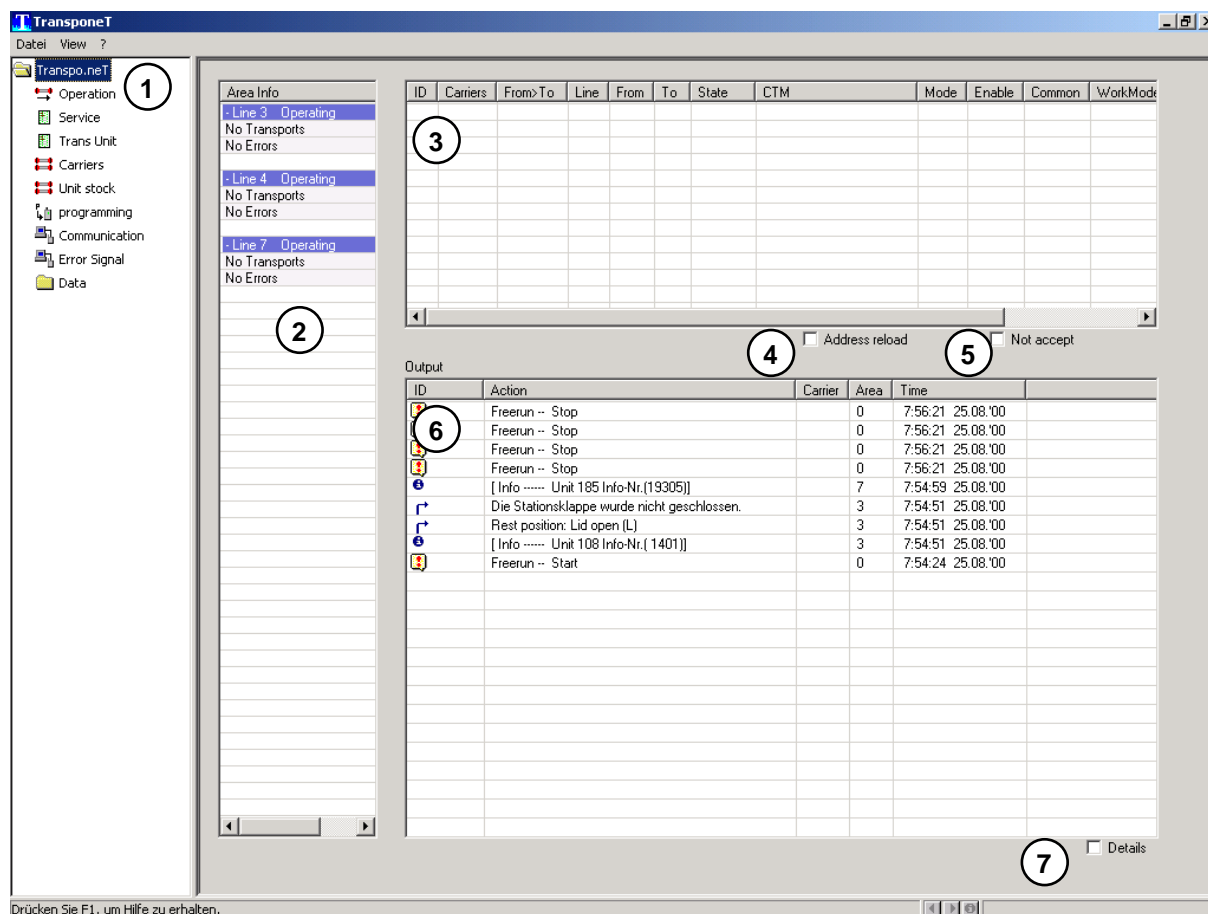 TransponeT
Datei View ?
Transpo.neT
1
Operation
Service
Trans Unit
Carriers
Unit stock
programming
Communication
Error Signal
Data
Area Info
- Line 3 Operating
No Transports
No Errors
- Line 4 Operating
No Transports
No Errors
- Line 7 Operating
No Transports
No Errors
2
ID Carriers From>To Line From To State CTM Mode Enable Common WorkMode
3
4 Address reload 5 Not accept
Output
ID Action Carrier Area Time
6
Freerun -- Stop 0 7:56:21 25.08.'00
Freerun -- Stop 0 7:56:21 25.08.'00
Freerun -- Stop 0 7:56:21 25.08.'00
Freerun -- Stop 0 7:56:21 25.08.'00
[ Info ------ Unit 185 Info-Nr.(19305)] 7 7:54:59 25.08.'00
Die Stationsklappe wurde nicht geschlossen. 3 7:54:51 25.08.'00
Rest position: Lid open (L) 3 7:54:51 25.08.'00
[ Info ------ Unit 108 Info-Nr.( 1401)] 3 7:54:51 25.08.'00
Freerun -- Start 0 7:54:24 25.08.'00
7 Details
Drücken Sie F1, um Hilfe zu erhalten.